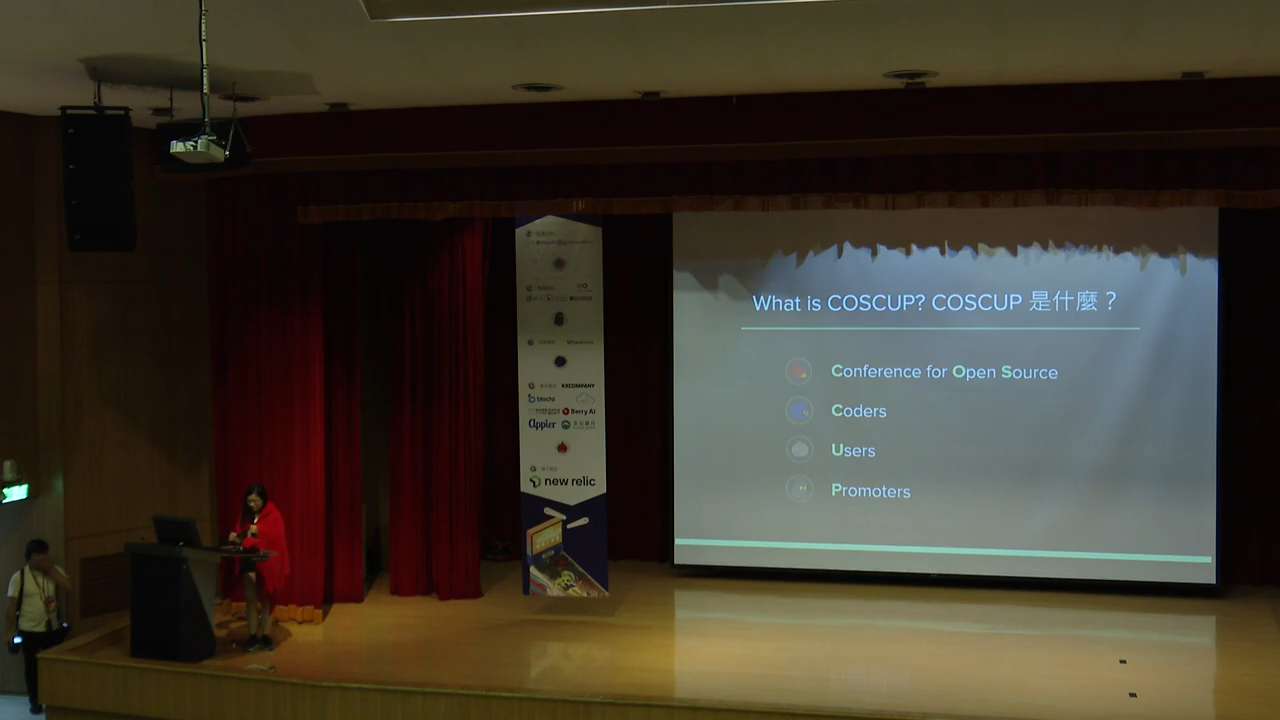 KKCOMPANY
blocto
Berry AI
Appier
new relic
What is COSCUP? COSCUP 是什麼？
Conference for Open Source
Coders
Users
Promoters